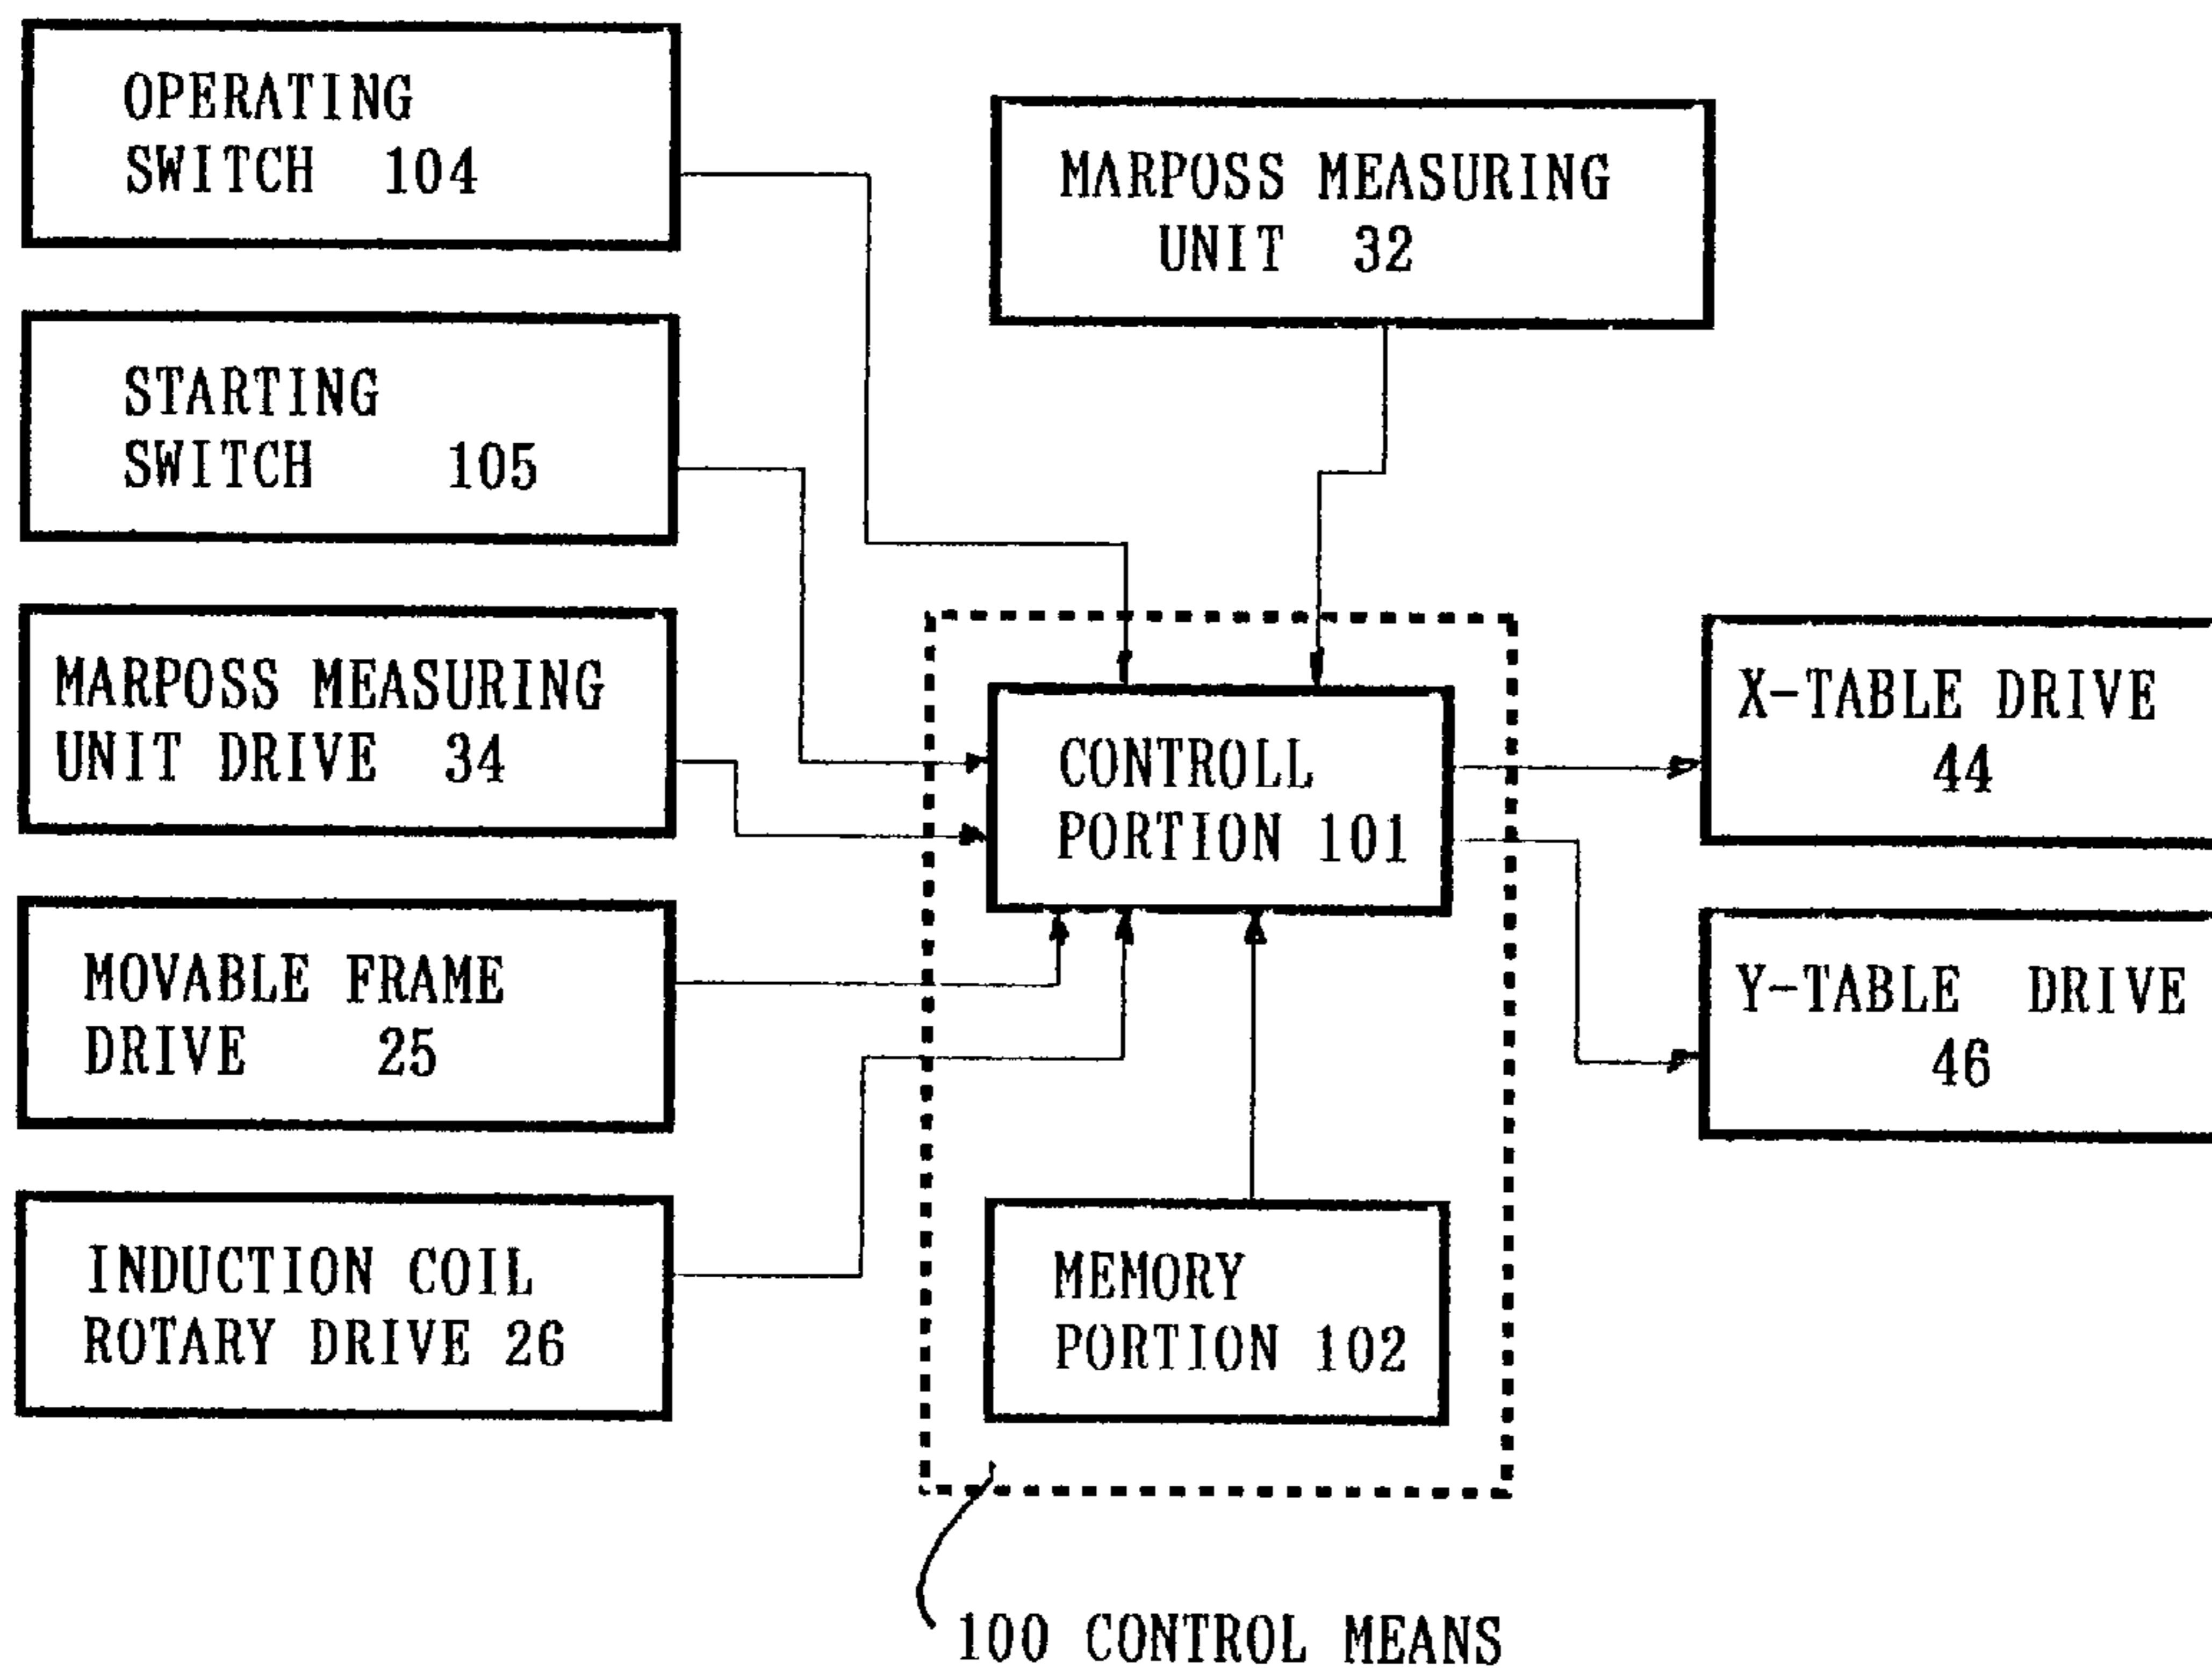 OPERATING
SWITCH 104
MARPOSS MEASURING
UNIT 32
STARTING
SWITCH 105
MARPOSS MEASURING
UNIT DRIVE 34
CONTROLL
PORTION 101
X-TABLE DRIVE
44
MOVABLE FRAME
DRIVE 25
Y-TABLE DRIVE
46
INDUCTION COIL
ROTARY DRIVE 26
MEMORY
PORTION 102
100 CONTROL MEANS